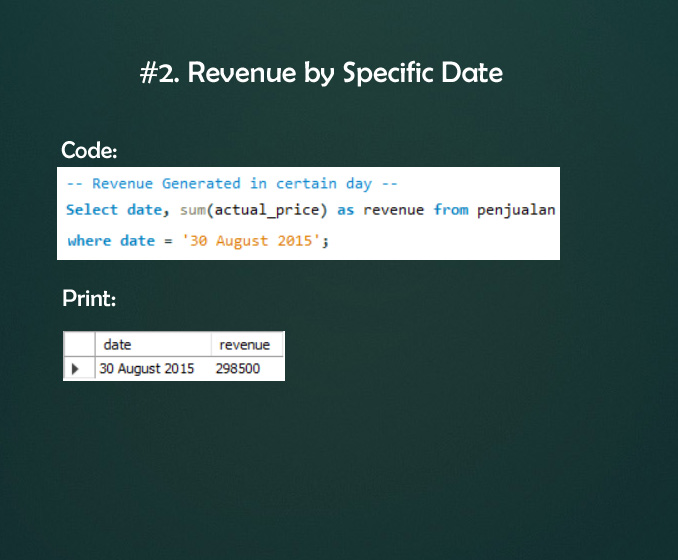 #2. Revenue by Specific Date
Code:
-- Revenue Generated in certain day --
Select date, sum(actual_price) as revenue from penjualan
where date = '30 August 2015';
Print:
date revenue
30 August 2015 298500